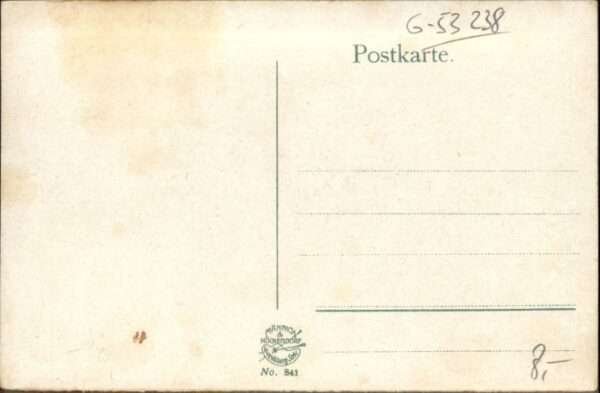 G-53 238
Postkarte.
&
No. 841
8,-